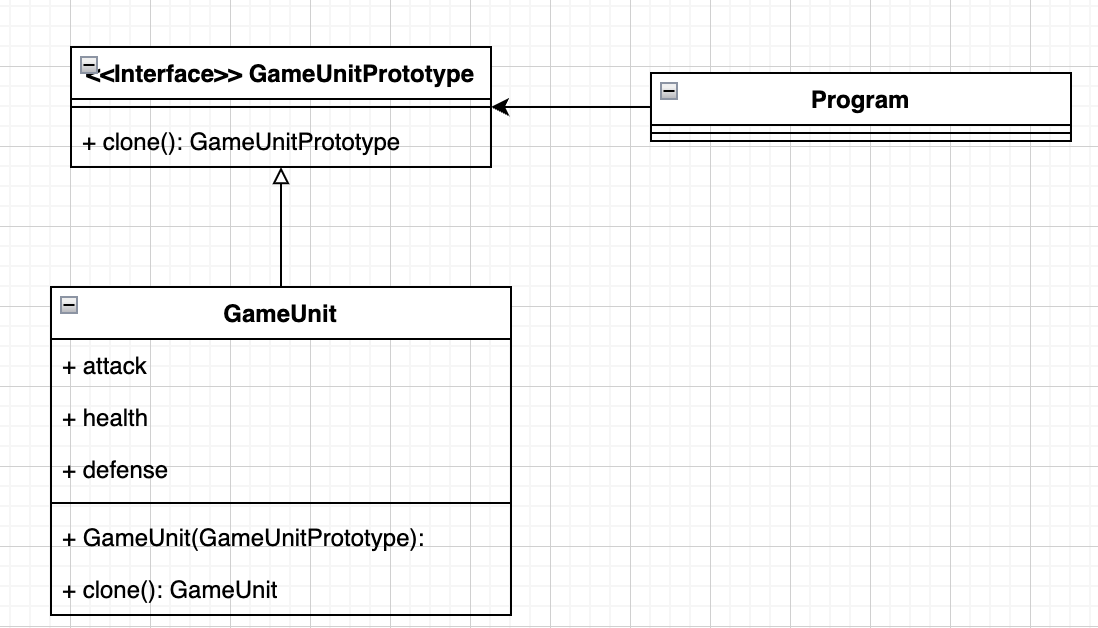 <<Interface>> GameUnitPrototype
+ clone(): GameUnitPrototype
Program
GameUnit
+ attack
+ health
+ defense
+ GameUnit(GameUnitPrototype):
+ clone(): GameUnit